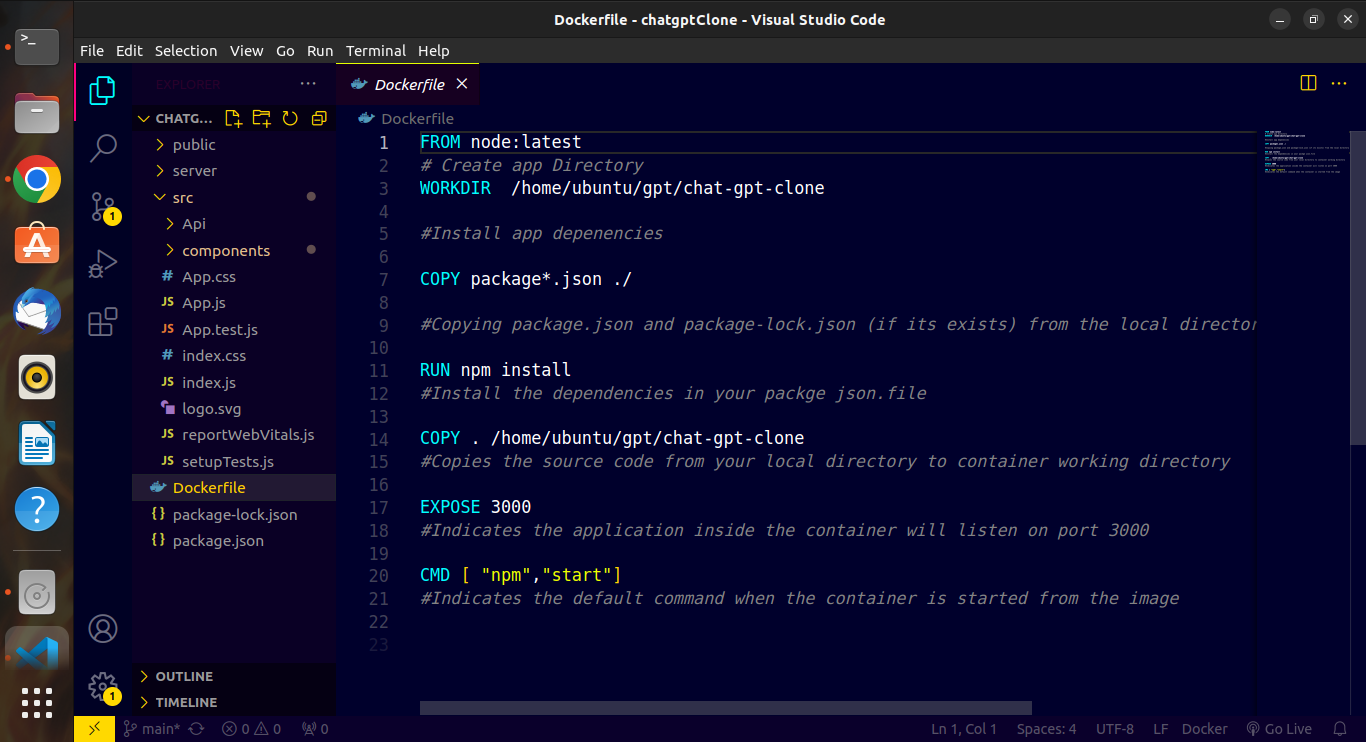 Dockerfile - chatgptClone - Visual Studio Code
File Edit Selection View Go Run Terminal Help
EXPLORER
CHATG...
public
server
src
Api
components
# App.css
JS App.js
JS App.test.js
# index.css
JS index.js
logo.svg
JS reportWebVitals.js
JS setupTests.js
Dockerfile
{} package-lock.json
{} package.json
OUTLINE
TIMELINE
1
1
Dockerfile
Dockerfile
1 FROM node:latest
2 # Create app Directory
3 WORKDIR  /home/ubuntu/gpt/chat-gpt-clone
4
5 #Install app depenencies
6
7 COPY package*.json ./
8
9 #Copying package.json and package-lock.json (if its exists) from the local director
10
11 RUN npm install
12 #Install the dependencies in your packge json.file
13
14 COPY . /home/ubuntu/gpt/chat-gpt-clone
15 #Copies the source code from your local directory to container working directory
16
17 EXPOSE 3000
18 #Indicates the application inside the container will listen on port 3000
19
20 CMD [ "npm","start"]
21 #Indicates the default command when the container is started from the image
22
23
main* 0 0 0 Ln 1, Col 1 Spaces: 4 UTF-8 LF Docker Go Live